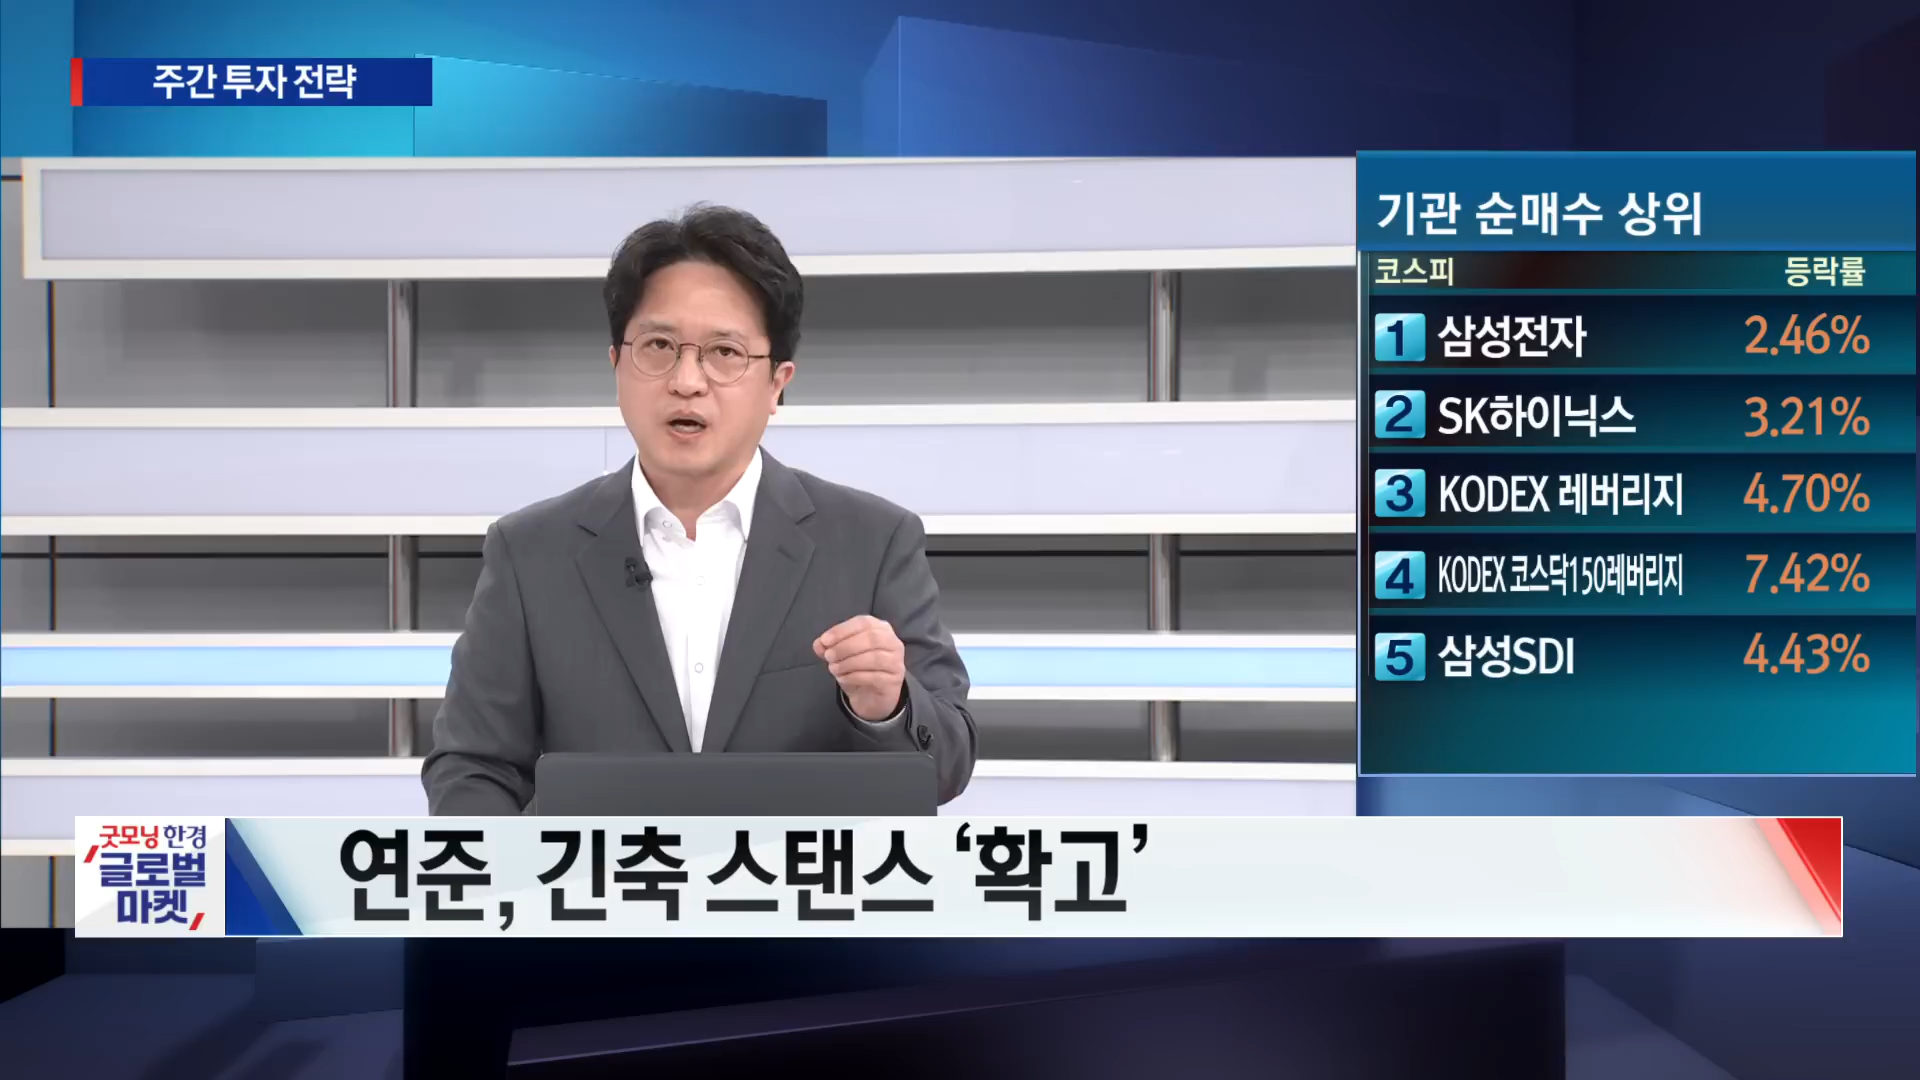 주간 투자 전략
기관 순매수 상위
코스피 등락률
1 삼성전자 2.46%
2 SK하이닉스 3.21%
3 KODEX 레버리지 4.70%
4 KODEX 코스닥150레버리지 7.42%
5 삼성SDI 4.43%
굿모닝 한경
글로벌
마켓
연준, 긴축 스탠스 ‘확고’